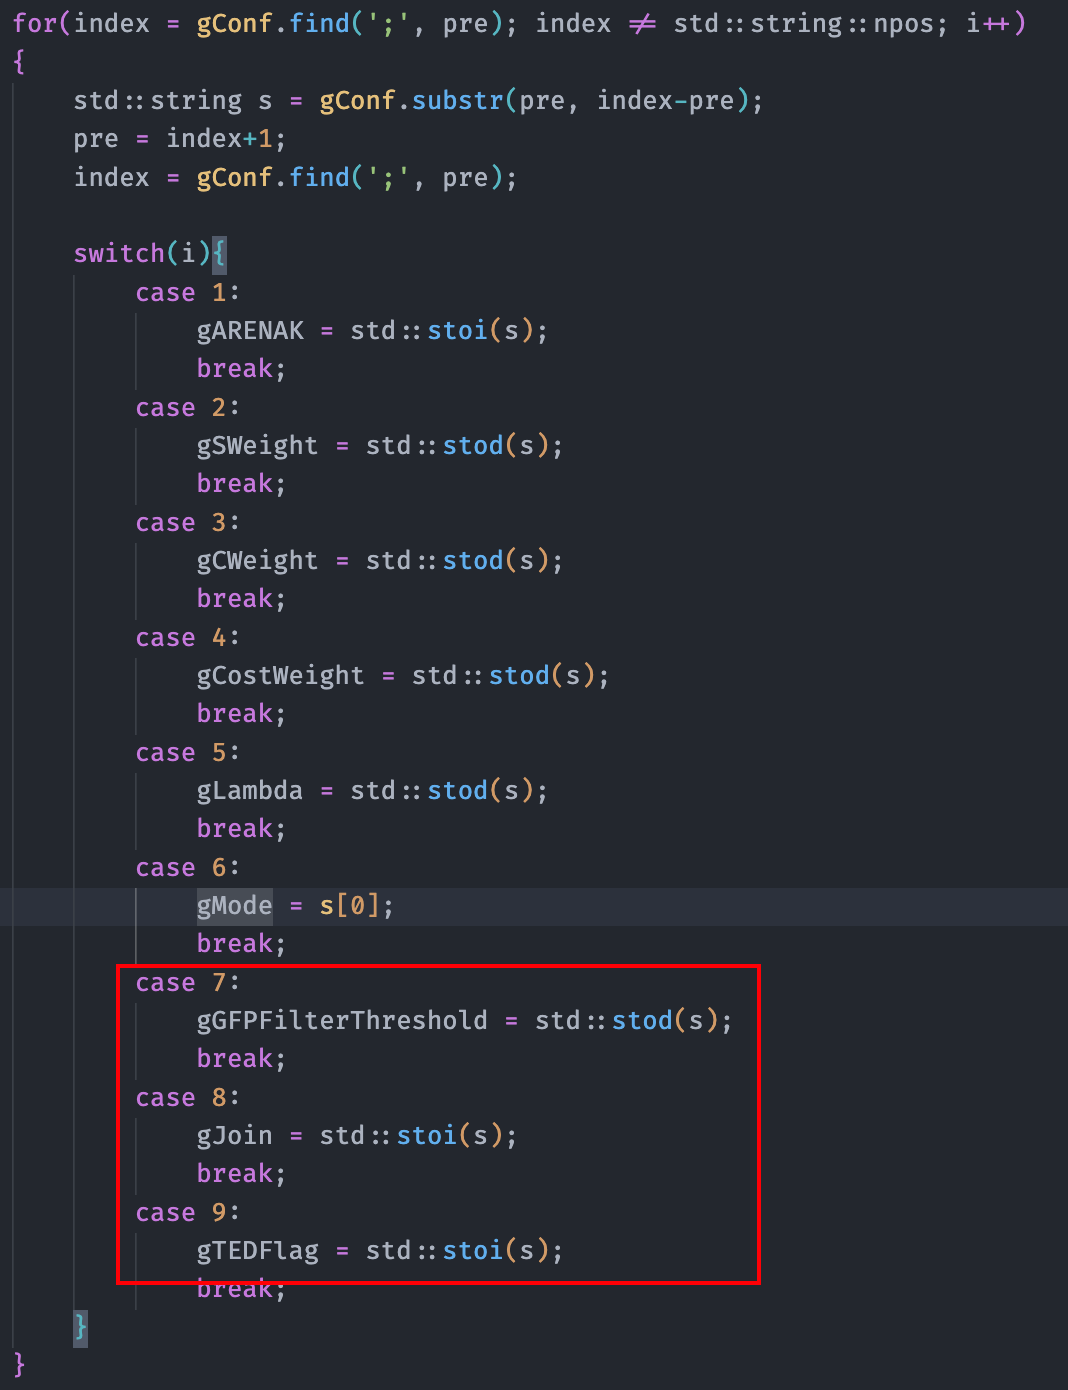 for(index = gConf.find(';', pre); index != std::string::npos; i++)
{
std::string s = gConf.substr(pre, index-pre);
pre = index+1;
index = gConf.find(';', pre);
switch(i){
case 1:
gARENAK = std::stoi(s);
break;
case 2:
gSWeight = std::stod(s);
break;
case 3:
gCWeight = std::stod(s);
break;
case 4:
gCostWeight = std::stod(s);
break;
case 5:
gLambda = std::stod(s);
break;
case 6:
gMode = s[0];
break;
case 7:
gGFPFilterThreshold = std::stod(s);
break;
case 8:
gJoin = std::stoi(s);
break;
case 9:
gTEDFlag = std::stoi(s);
break;
}
}